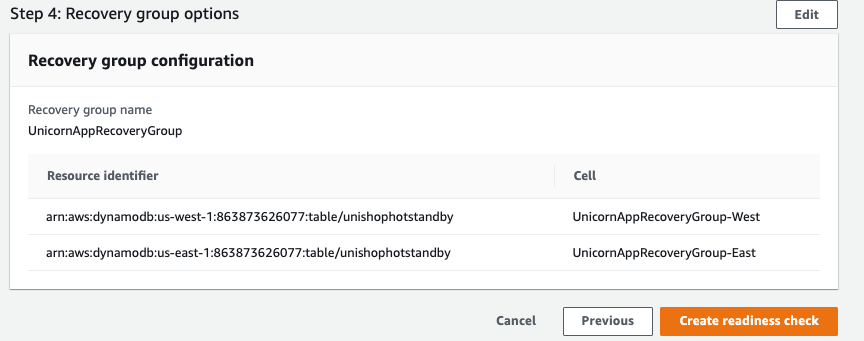 Step 4: Recovery group options
Edit
Recovery group configuration
Recovery group name
UnicornAppRecoveryGroup
Resource identifier Cell
arn:aws:dynamodb:us-west-1:863873626077:table/unishophotstandby UnicornAppRecoveryGroup-West
arn:aws:dynamodb:us-east-1:863873626077:table/unishophotstandby UnicornAppRecoveryGroup-East
Cancel Previous Create readiness check